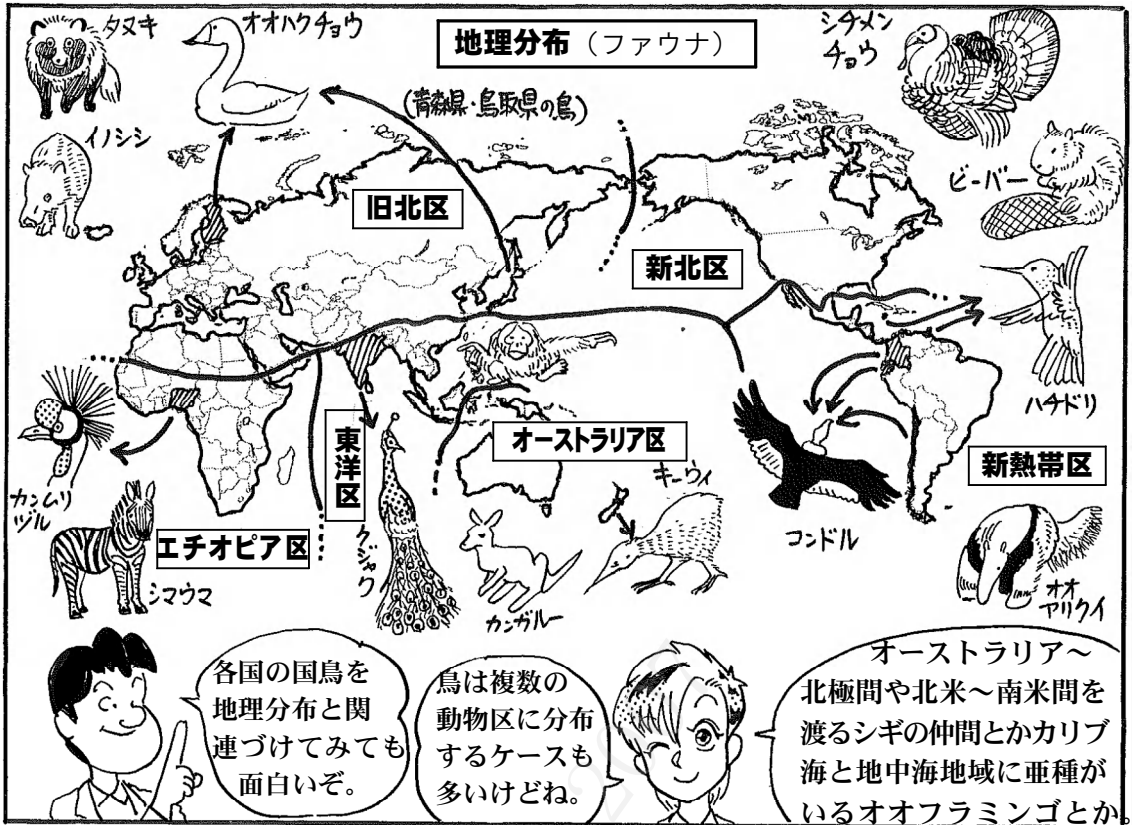 タヌキ
オオハクチョウ
地理分布（ファウナ）
シチメン
チョウ
(青森県・鳥取県の鳥)
イノシシ
ビーバー
旧北区
新北区
ハチドリ
東洋区
オーストラリア区
新熱帯区
カンムリ
ヅル
エチオピア区
シマウマ
クジャク
カンガルー
キーウィ
コンドル
オオ
アリクイ
各国の国鳥を
地理分布と関
連づけてみても
面白いぞ。
鳥は複数の
動物区に分布
するケースも
多いけどね。
オーストラリア〜
北極間や北米〜南米間を
渡るシギの仲間とかカリブ
海と地中海地域に亜種が
いるオオフラミンゴとか。